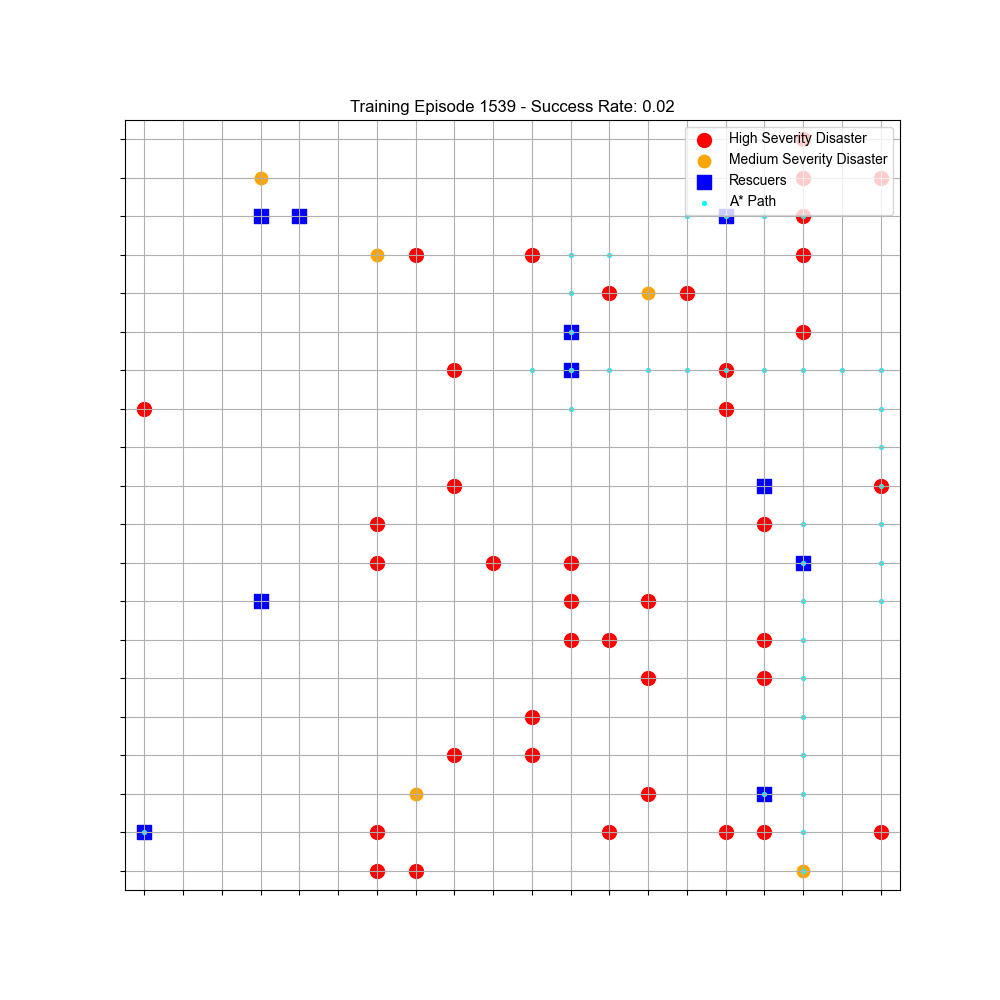 Training Episode 1539 - Success Rate: 0.02
High Severity Disaster
Medium Severity Disaster
Rescuers
A* Path